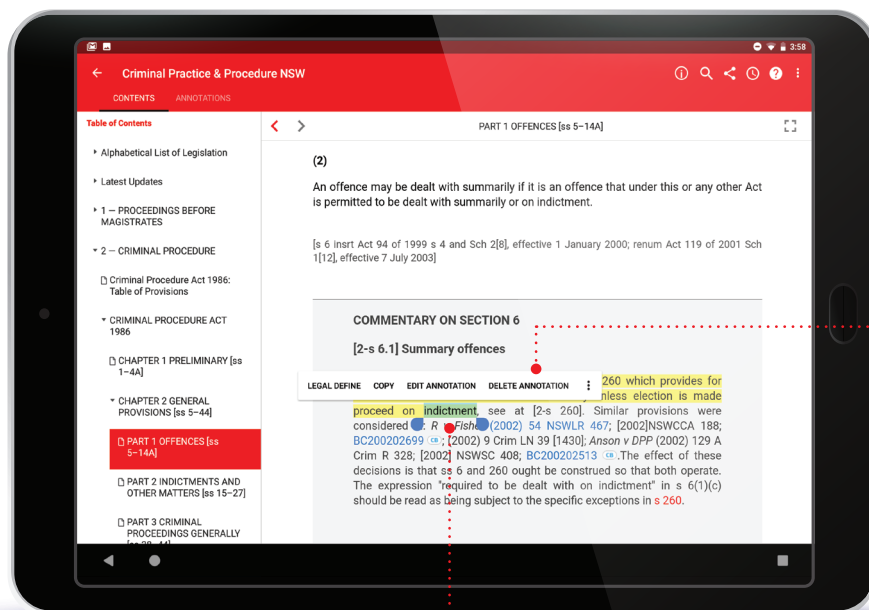 3:58
Criminal Practice & Procedure NSW
CONTENTS ANNOTATIONS
Table of Contents
Alphabetical List of Legislation
Latest Updates
1 — PROCEEDINGS BEFORE
MAGISTRATES
2 — CRIMINAL PROCEDURE
Criminal Procedure Act 1986:
Table of Provisions
CRIMINAL PROCEDURE ACT
1986
CHAPTER 1 PRELIMINARY [ss
1–4A]
CHAPTER 2 GENERAL
PROVISIONS [ss 5–44]
PART 1 OFFENCES [ss
5–14A]
PART 2 INDICTMENTS AND
OTHER MATTERS [ss 15–27]
PART 3 CRIMINAL
PROCEEDINGS GENERALLY
PART 1 OFFENCES [ss 5–14A]
(2)
An offence may be dealt with summarily if it is an offence that under this or any other Act
is permitted to be dealt with summarily or on indictment.
[s 6 insrt Act 94 of 1999 s 4 and Sch 2[8], effective 1 January 2000; renum Act 119 of 2001 Sch
1[12], effective 7 July 2003]
COMMENTARY ON SECTION 6
[2-s 6.1] Summary offences
LEGAL DEFINE COPY EDIT ANNOTATION DELETE ANNOTATION
260 which provides for
nless election is made
proceed on indictment, see at [2-s 260]. Similar provisions were
considered : R v Fishe (2002) 54 NSWLR 467; [2002]NSWCCA 188;
BC200202699 CB ; [2002) 9 Crim LN 39 [1430]; Anson v DPP (2002) 129 A
Crim R 328; [2002] NSWSC 408; BC200202513 CB .The effect of these
decisions is that ss 6 and 260 ought be construed so that both operate.
The expression "required to be dealt with on indictment" in s 6(1)(c)
should be read as being subject to the specific exceptions in s 260.